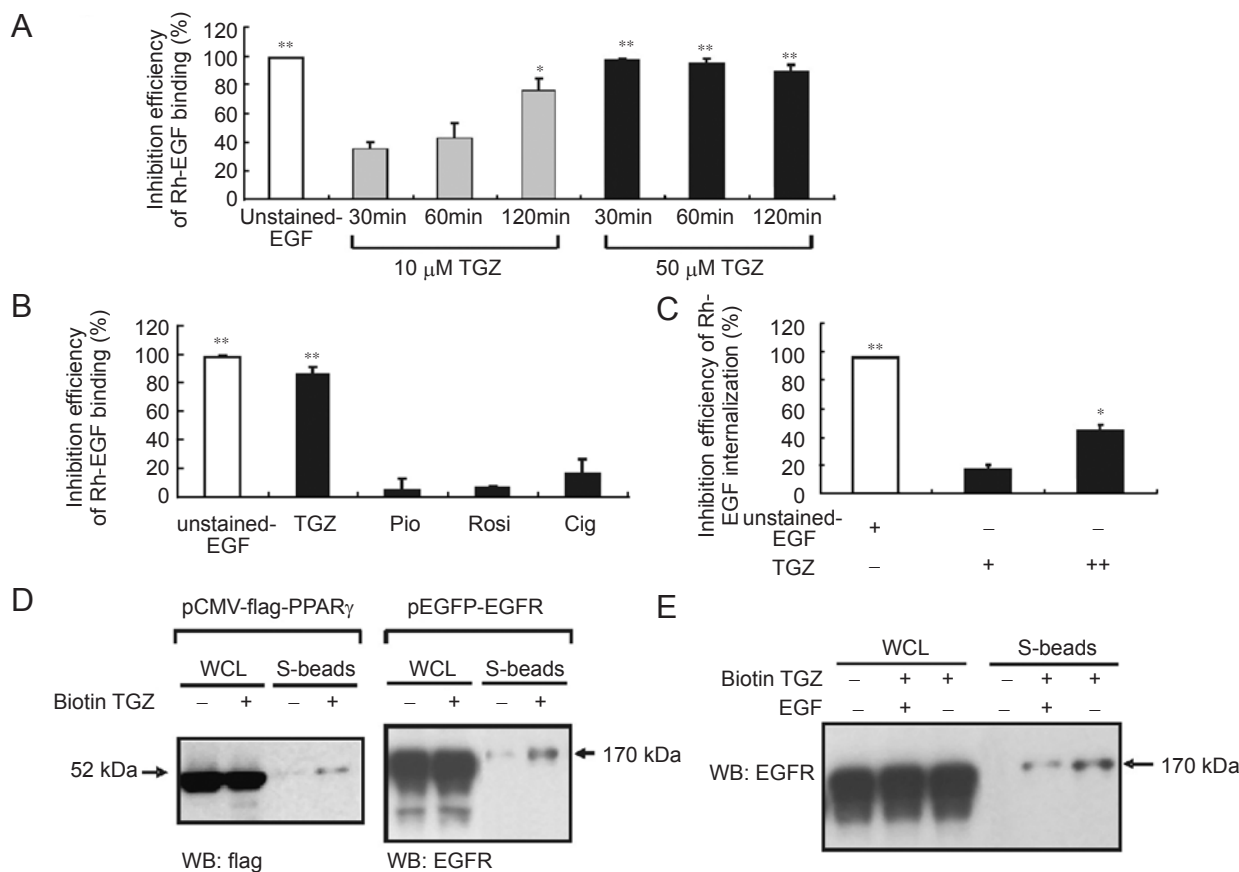 A
Inhibition efficiency
of Rh-EGF binding (%)
120
100
80
60
40
20
0
** * ** ** **
Unstained-
EGF
30min 60min 120min 30min 60min 120min
10 μM TGZ 50 μM TGZ
B
Inhibition efficiency
of Rh-EGF binding (%)
120
100
80
60
40
20
0
** **
unstained-
EGF
TGZ Pio Rosi Cig
C
Inhibition efficiency of Rh-
EGF internalization (%)
120
100
80
60
40
20
0
** *
unstained-
EGF
+ – –
TGZ – + ++
D
pCMV-flag-PPARγ pEGFP-EGFR
WCL S-beads WCL S-beads
Biotin TGZ – + – + – + – +
52 kDa
170 kDa
WB: flag WB: EGFR
E
WCL S-beads
Biotin TGZ – + + – + +
EGF – + – – + –
WB: EGFR
170 kDa